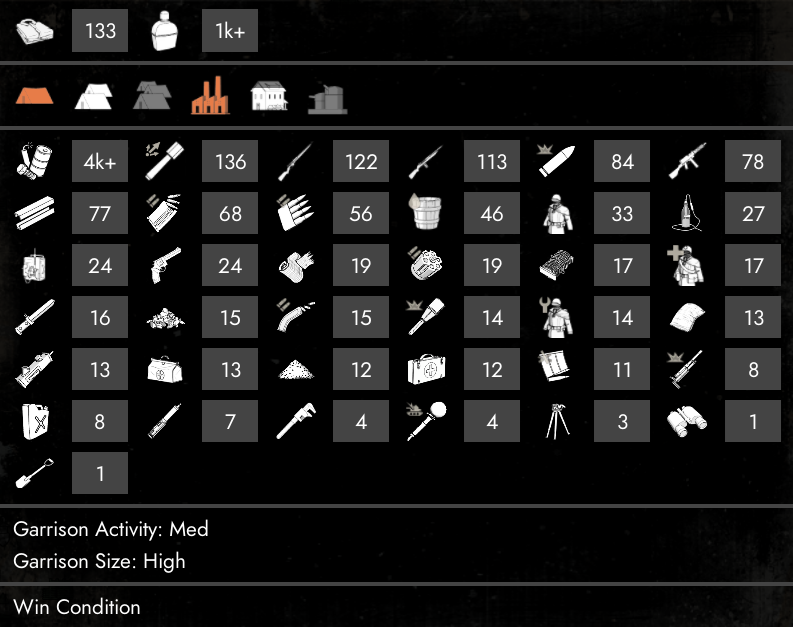 133 1k+
4k+ 136 122 113 84 78
77 68 56 46 33 27
24 24 19 19 17 17
16 15 15 14 14 13
13 13 12 12 11 8
8 7 4 4 3 1
1
Garrison Activity: Med
Garrison Size: High
Win Condition